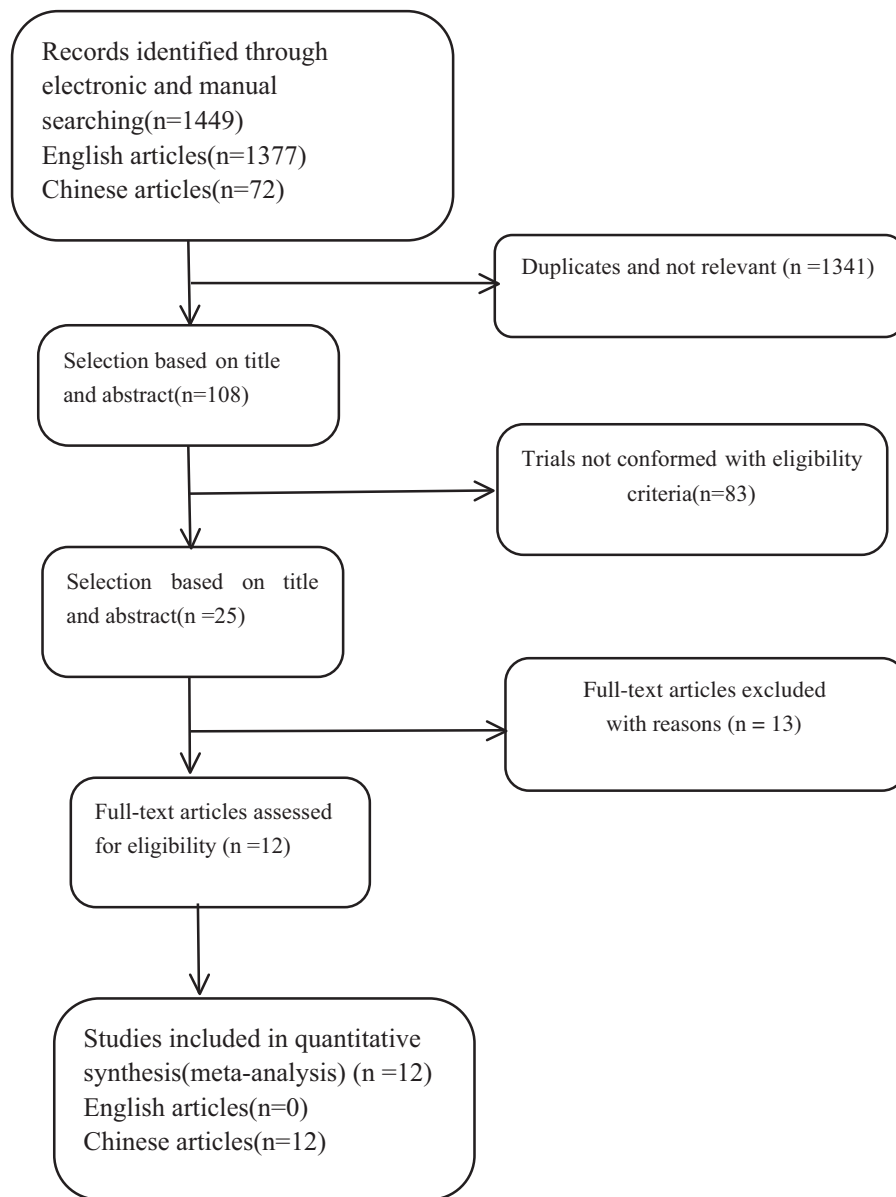 Records identified through
electronic and manual
searching(n=1449)
English articles(n=1377)
Chinese articles(n=72)
Duplicates and not relevant (n =1341)
Selection based on title
and abstract(n=108)
Trials not conformed with eligibility
criteria(n=83)
Selection based on title
and abstract(n =25)
Full-text articles excluded
with reasons (n = 13)
Full-text articles assessed
for eligibility (n =12)
Studies included in quantitative
synthesis(meta-analysis) (n =12)
English articles(n=0)
Chinese articles(n=12)